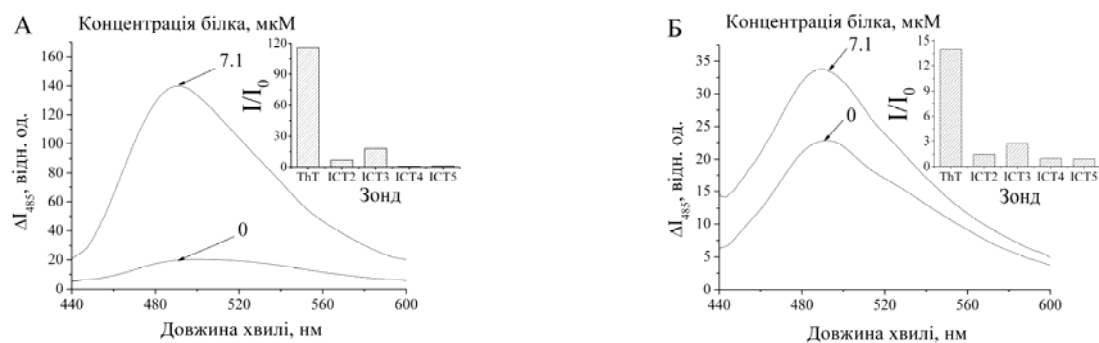 А
Концентрація білка, мкМ
160
140
120
100
80
60
40
20
0
ΔI485, відн. од.
7.1
0
440 480 520 560 600
Довжина хвилі, нм
120
90
60
30
0
I/I0
ThT ICT2 ICT3 ICT4 ICT5
Зонд
Б
Концентрація білка, мкМ
35
30
25
20
15
10
5
0
ΔI485, відн. од.
7.1
0
440 480 520 560 600
Довжина хвилі, нм
15
12
9
6
3
0
I/I0
ThT ICT2 ICT3 ICT4 ICT5
Зонд